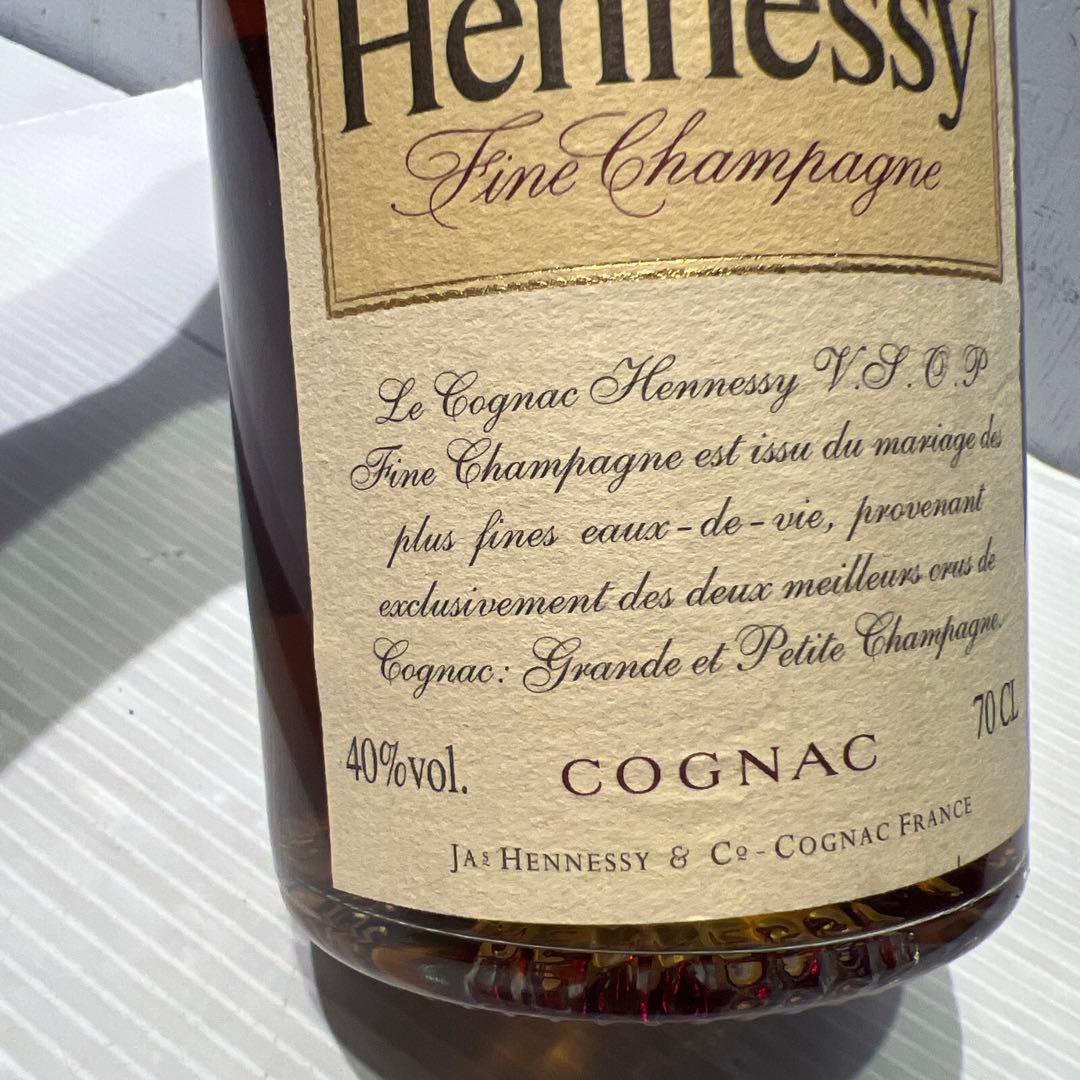 Hennessy
Fine Champagne
Le Cognac Hennessy V.S.O.P
Fine Champagne est issu du mariage des
plus fines eaux-de-vie, provenant
exclusivement des deux meilleurs crus de
Cognac: Grande et Petite Champagne.
40%vol.
70 CL
COGNAC
JAS HENNESSY & Cº - COGNAC FRANCE